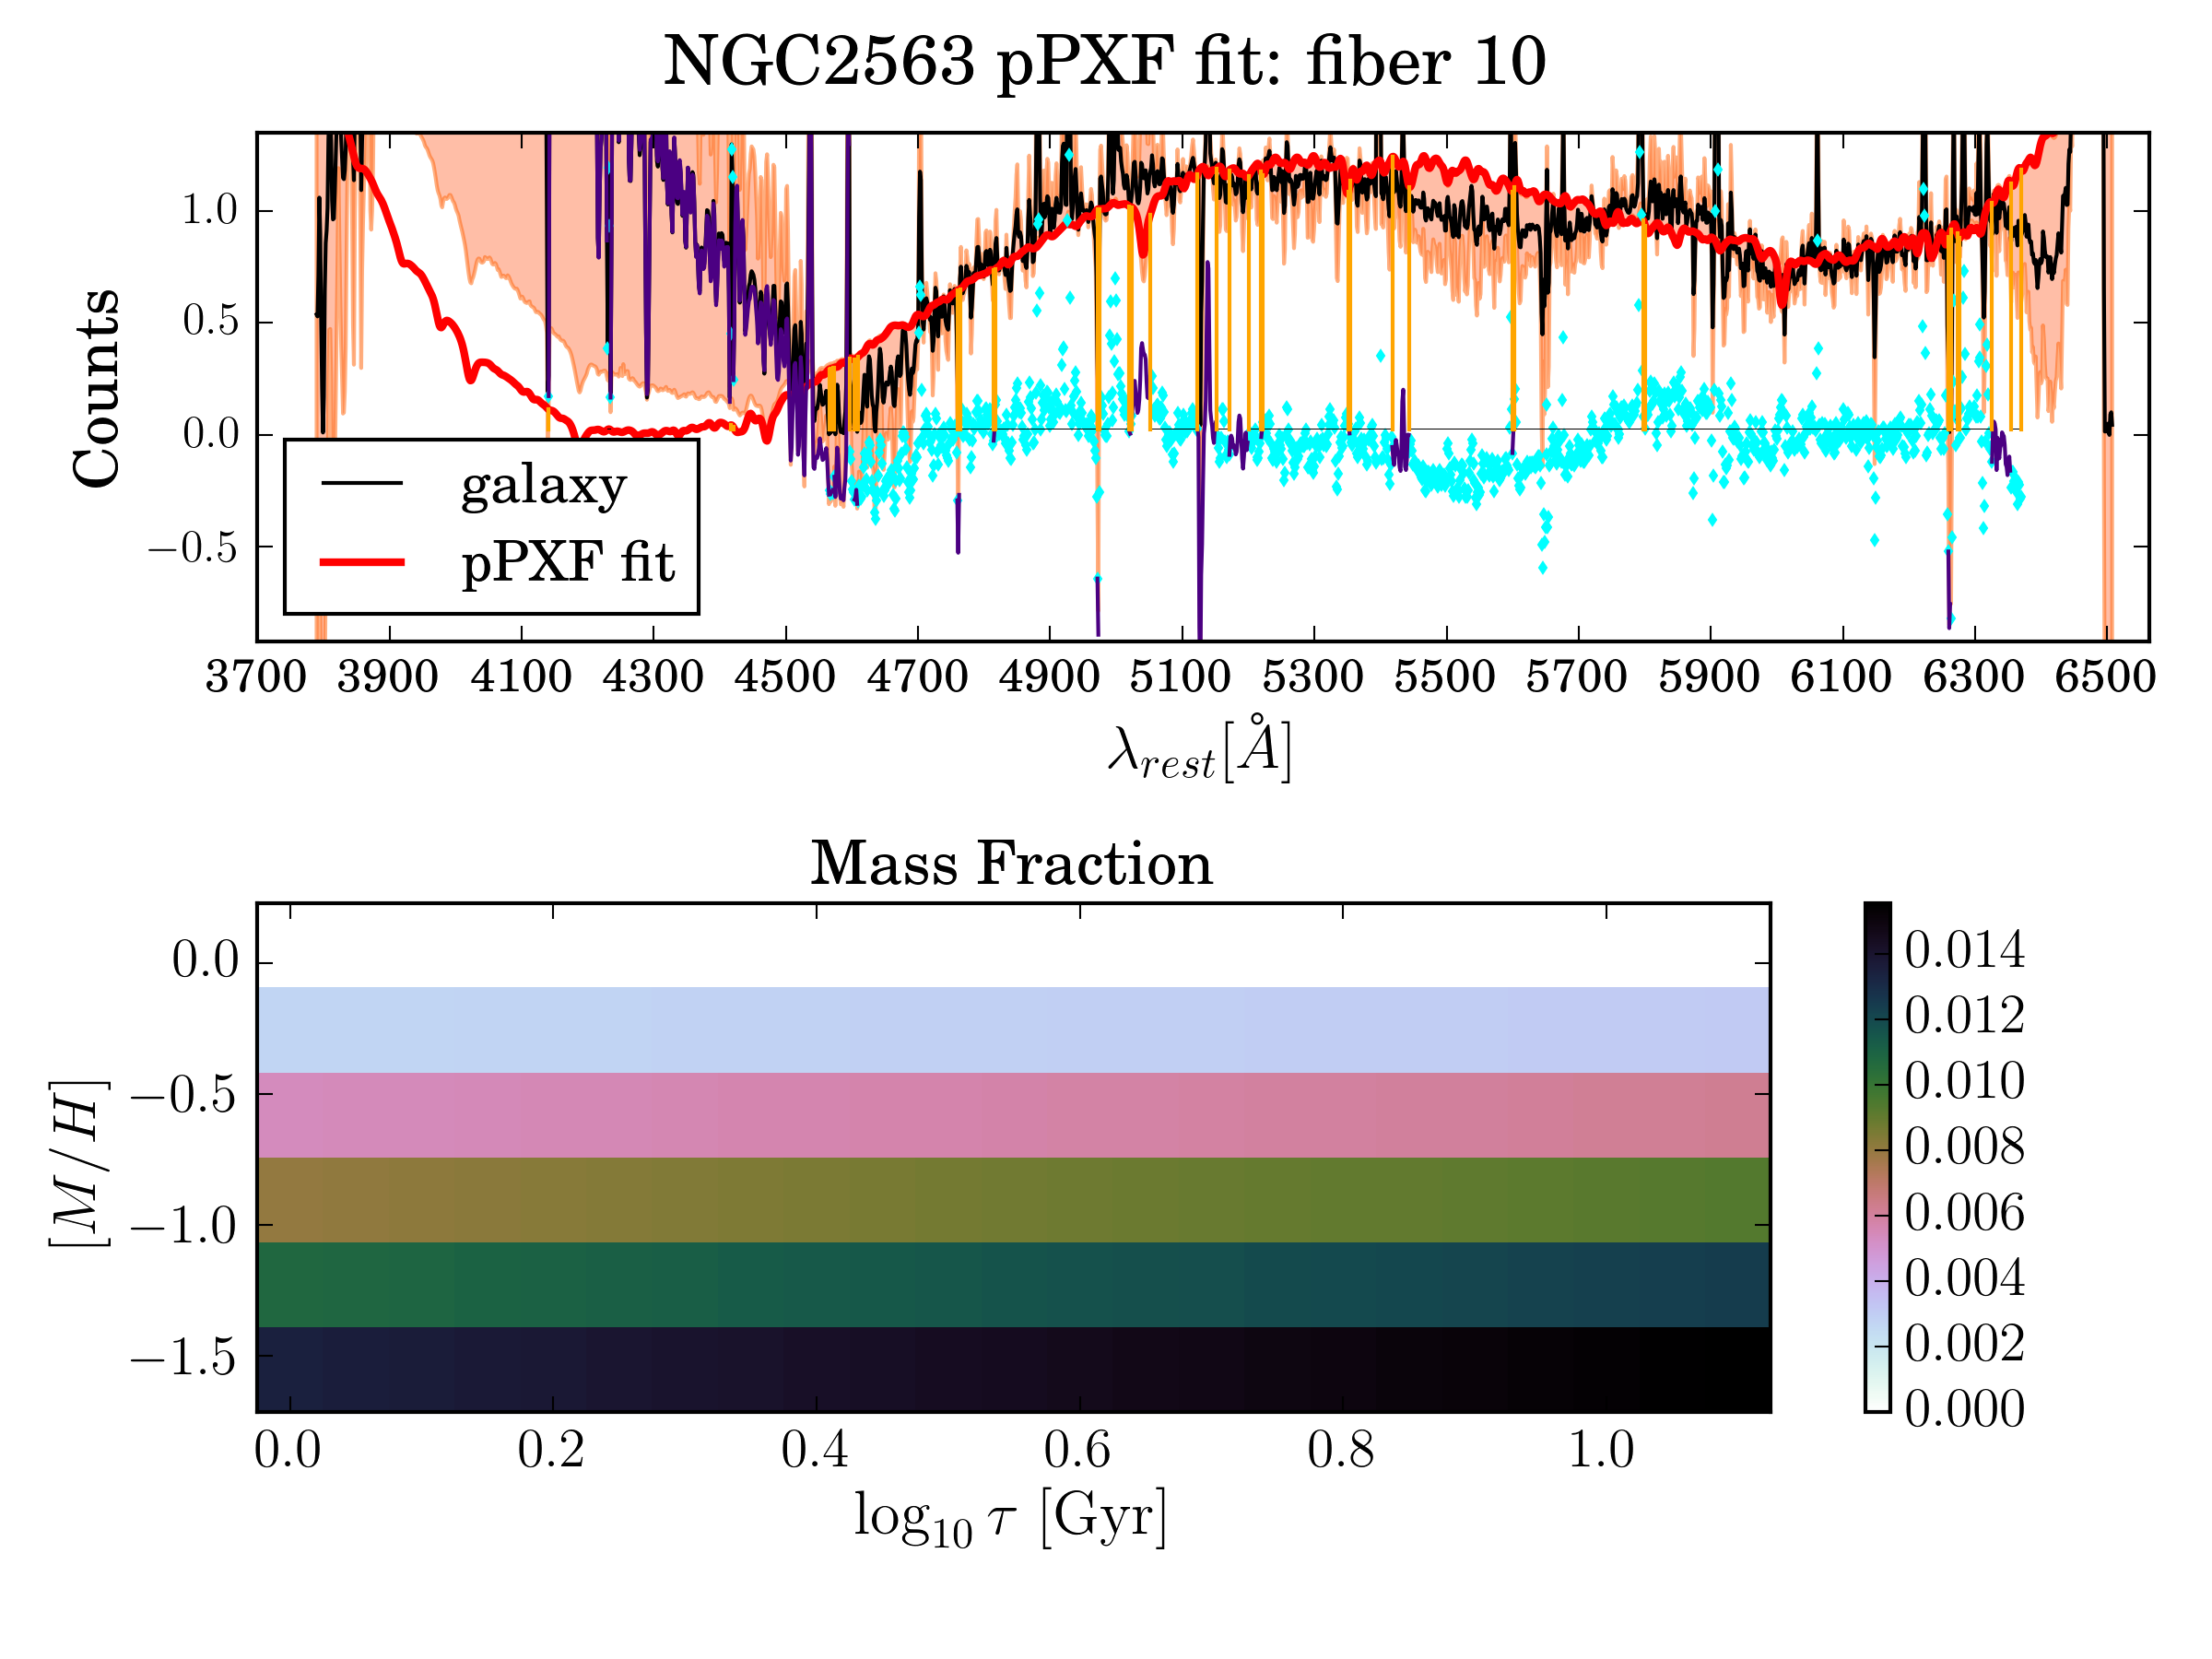 NGC2563 pPXF fit: fiber 10
Counts
1.0
0.5
0.0
−0.5
galaxy
pPXF fit
3700 3900 4100 4300 4500 4700 4900 5100 5300 5500 5700 5900 6100 6300 6500
λrest[Å]
Mass Fraction
[M/H]
0.0
−0.5
−1.0
−1.5
0.0 0.2 0.4 0.6 0.8 1.0
log10 τ [Gyr]
0.014
0.012
0.010
0.008
0.006
0.004
0.002
0.000